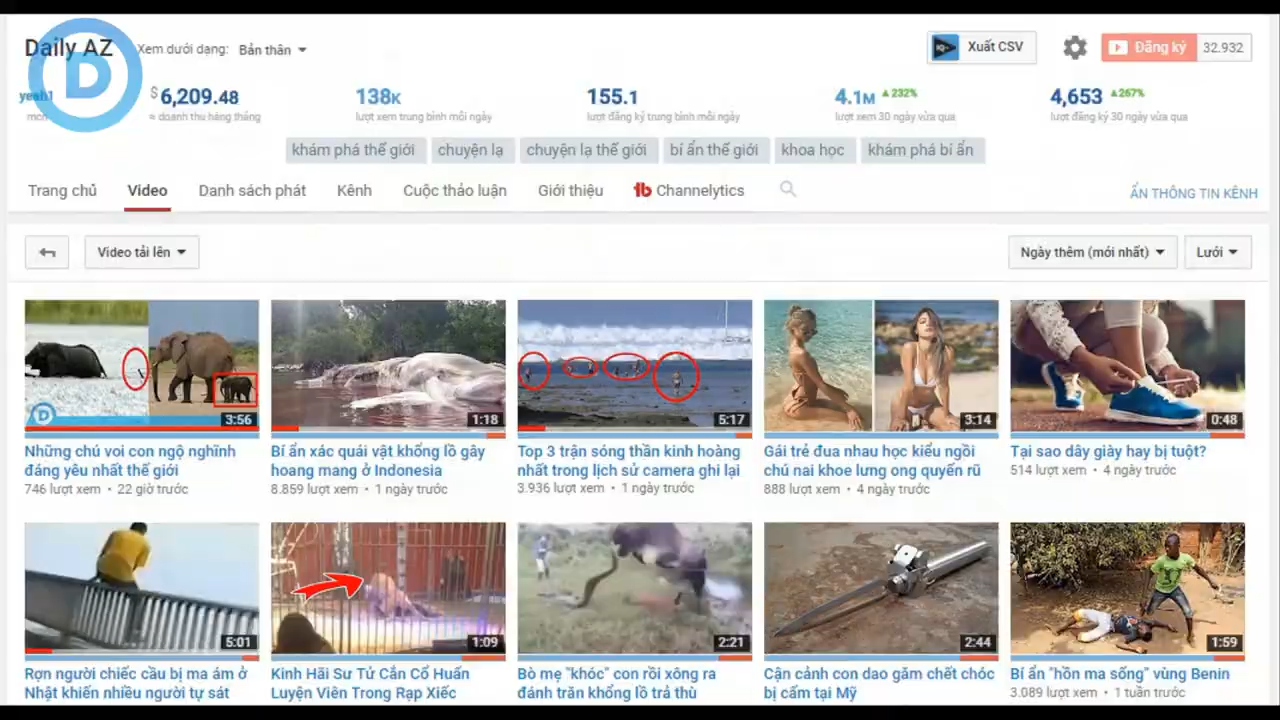 Daily AZ
Xem dưới dạng: Bản thân
Xuất CSV
Đăng ký 32.932
yeah1
mcn
$6,209.48
≈ doanh thu hàng tháng
138K
lượt xem trung bình mỗi ngày
155.1
lượt đăng ký trung bình mỗi ngày
4.1M ▲232%
lượt xem 30 ngày vừa qua
4,653 ▲267%
lượt đăng ký 30 ngày vừa qua
khám phá thế giới chuyện lạ chuyện lạ thế giới bí ẩn thế giới khoa học khám phá bí ẩn
Trang chủ Video Danh sách phát Kênh Cuộc thảo luận Giới thiệu Channelytics
ẨN THÔNG TIN KÊNH
Video tải lên
Ngày thêm (mới nhất) Lưới
3:56
Những chú voi con ngộ nghĩnh
đáng yêu nhất thế giới
746 lượt xem • 22 giờ trước
1:18
Bí ẩn xác quái vật khổng lồ gây
hoang mang ở Indonesia
8.859 lượt xem • 1 ngày trước
5:17
Top 3 trận sóng thần kinh hoàng
nhất trong lịch sử camera ghi lại
3.936 lượt xem • 1 ngày trước
3:14
Gái trẻ đua nhau học kiểu ngồi
chú nai khoe lưng ong quyến rũ
888 lượt xem • 4 ngày trước
0:48
Tại sao dây giày hay bị tuột?
514 lượt xem • 4 ngày trước
5:01
Rợn người chiếc cầu bị ma ám ở
Nhật khiến nhiều người tự sát
1:09
Kinh Hãi Sư Tử Cắn Cổ Huấn
Luyện Viên Trong Rạp Xiếc
2:21
Bò mẹ "khóc" con rồi xông ra
đánh trăn khổng lồ trả thù
2:44
Cận cảnh con dao găm chết chóc
bị cấm tại Mỹ
1:59
Bí ẩn "hồn ma sống" vùng Benin
3.089 lượt xem • 1 tuần trước